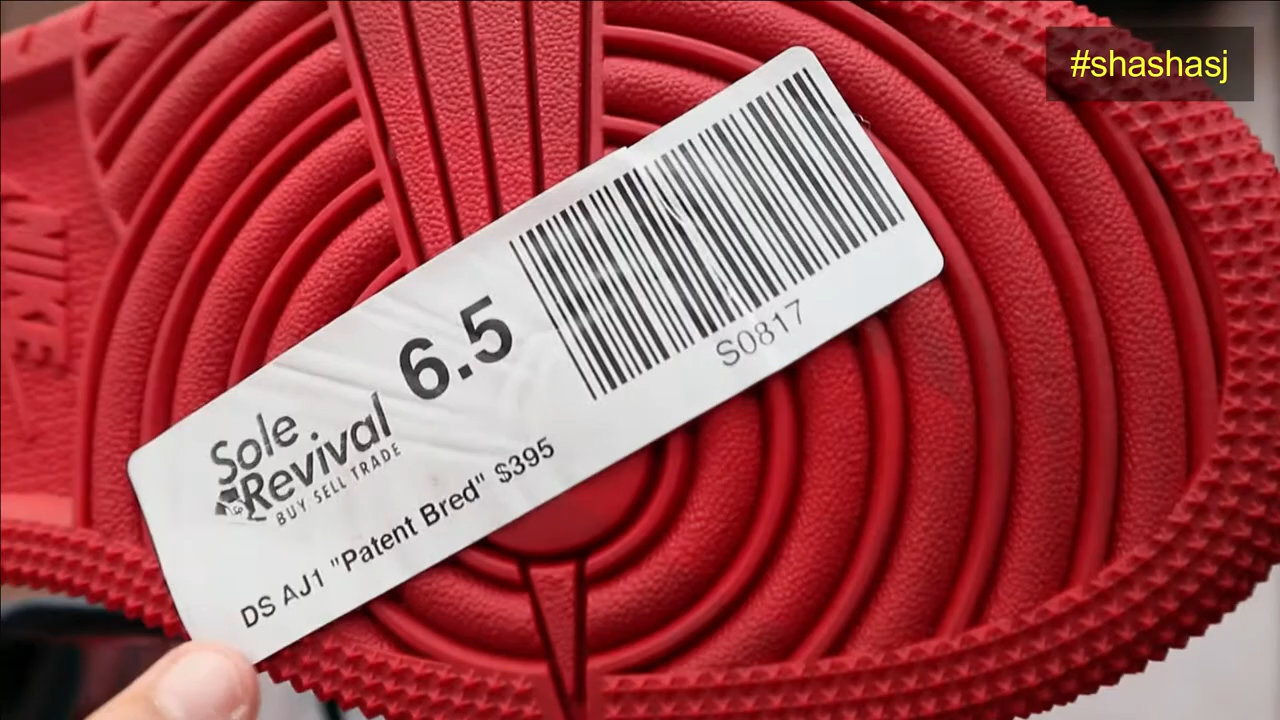 #shashasj
NIKE
6.5
S0817
Sole
Revival
BUY SELL TRADE
DS AJ1 "Patent Bred" $395